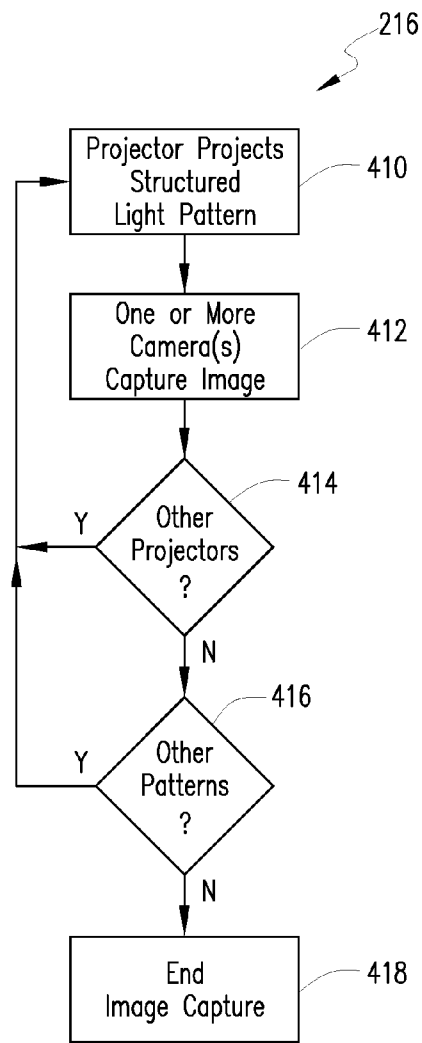 216
Projector Projects
Structured
Light Pattern
410
One or More
Camera(s)
Capture Image
412
414
Other
Projectors
?
Y
N
416
Other
Patterns
?
Y
N
End
Image Capture
418